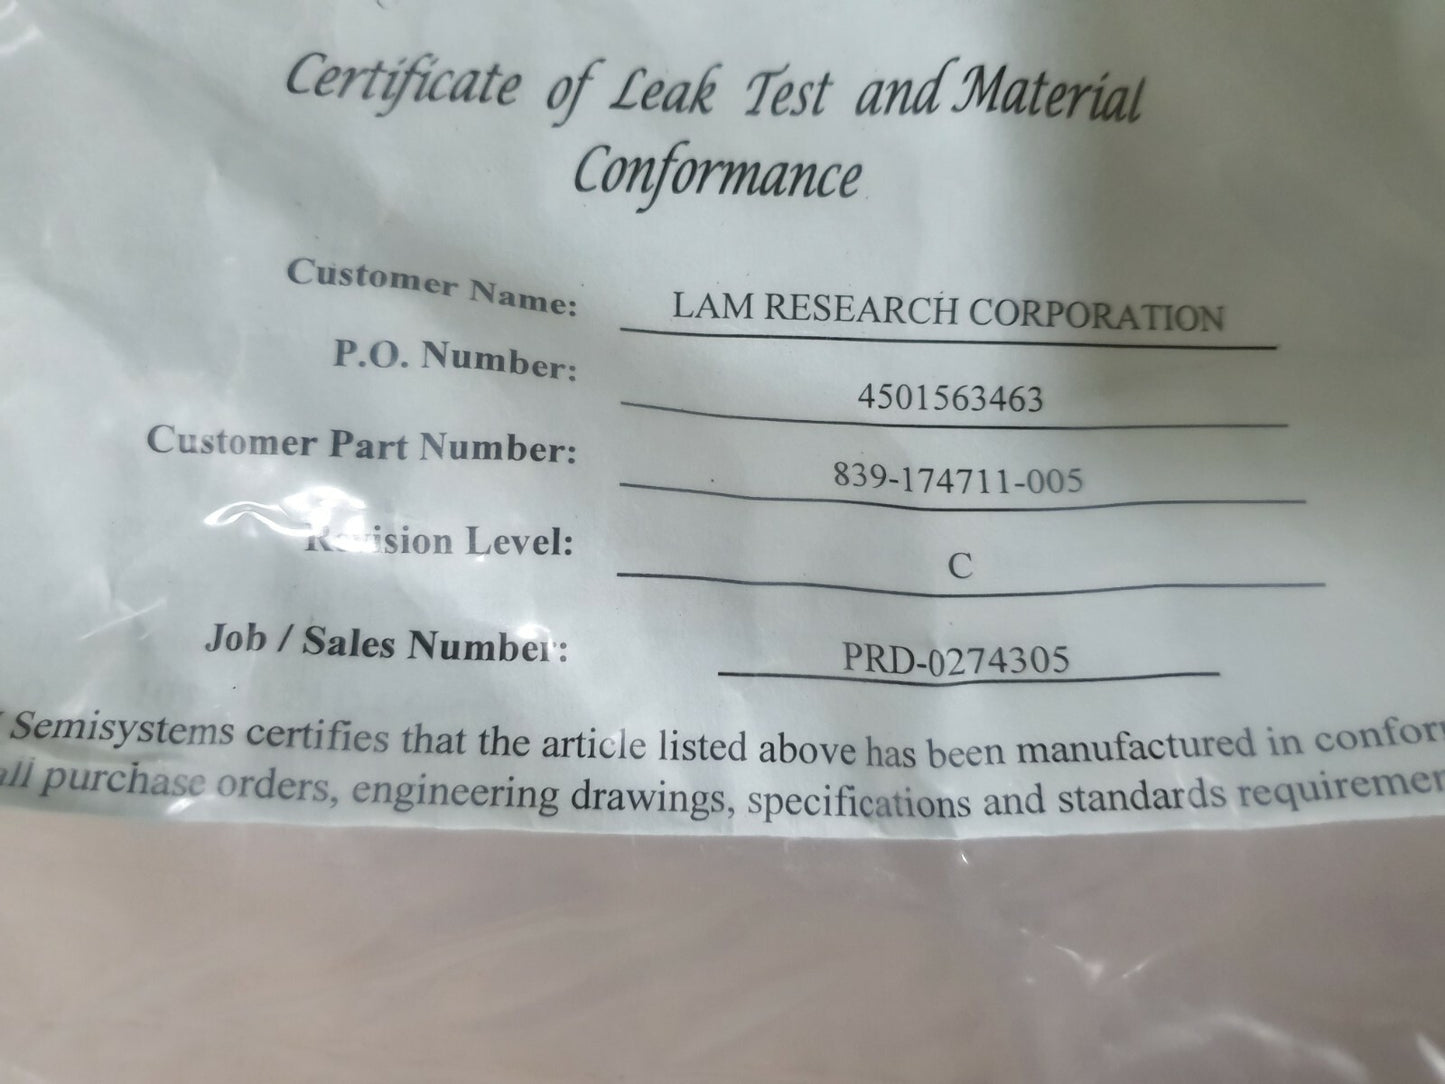 Certificate of Leak Test and Material
Conformance
Customer Name: LAM RESEARCH CORPORATION
P.O. Number: 4501563463
Customer Part Number: 839-174711-005
Revision Level: C
Job / Sales Number: PRD-0274305
Semisystems certifies that the article listed above has been manufactured in
all purchase orders, engineering drawings, specifications and standards